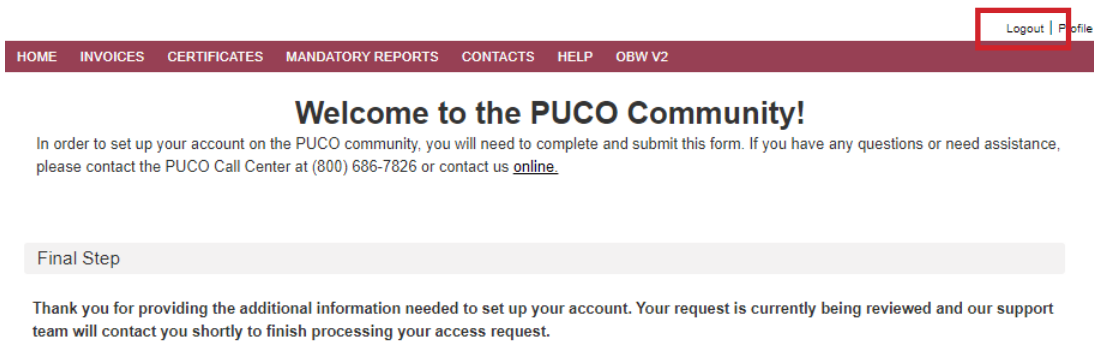 Logout | Profile
HOME INVOICES CERTIFICATES MANDATORY REPORTS CONTACTS HELP OBW V2
Welcome to the PUCO Community!
In order to set up your account on the PUCO community, you will need to complete and submit this form. If you have any questions or need assistance,
please contact the PUCO Call Center at (800) 686-7826 or contact us online.
Final Step
Thank you for providing the additional information needed to set up your account. Your request is currently being reviewed and our support
team will contact you shortly to finish processing your access request.